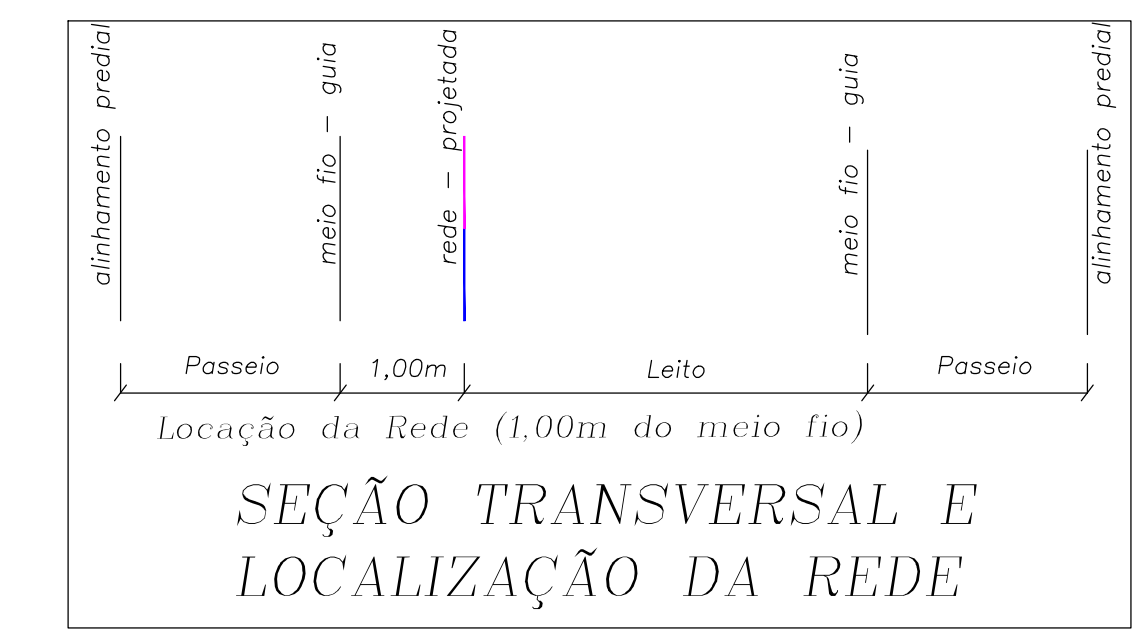 alinhamento predial
meio fio - guia
rede - projetada
meio fio - guia
alinhamento predial
Passeio
1,00m
Leito
Passeio
Locação da Rede (1,00m do meio fio)
SEÇÃO TRANSVERSAL E
LOCALIZAÇÃO DA REDE